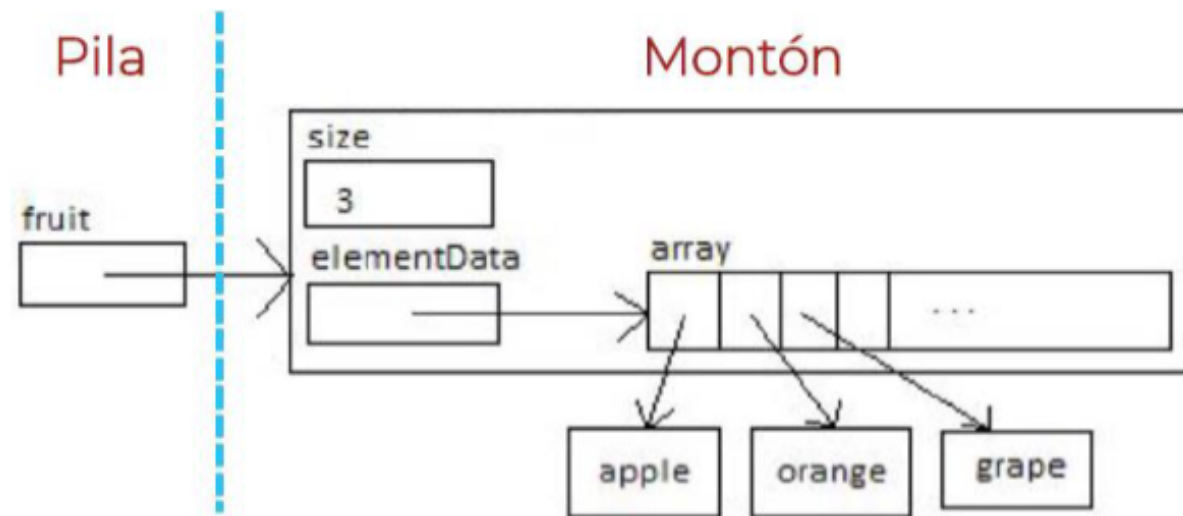 Pila
Montón
size
3
fruit
elementData
array
...
apple
orange
grape